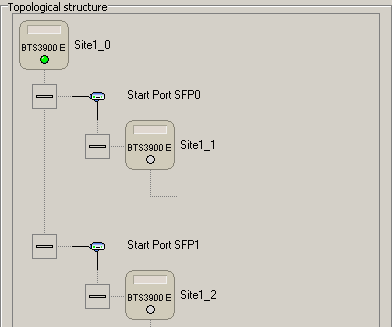 Topological structure
BTS3900 E
Site1_0
Start Port SFP0
BTS3900 E
Site1_1
Start Port SFP1
BTS3900 E
Site1_2